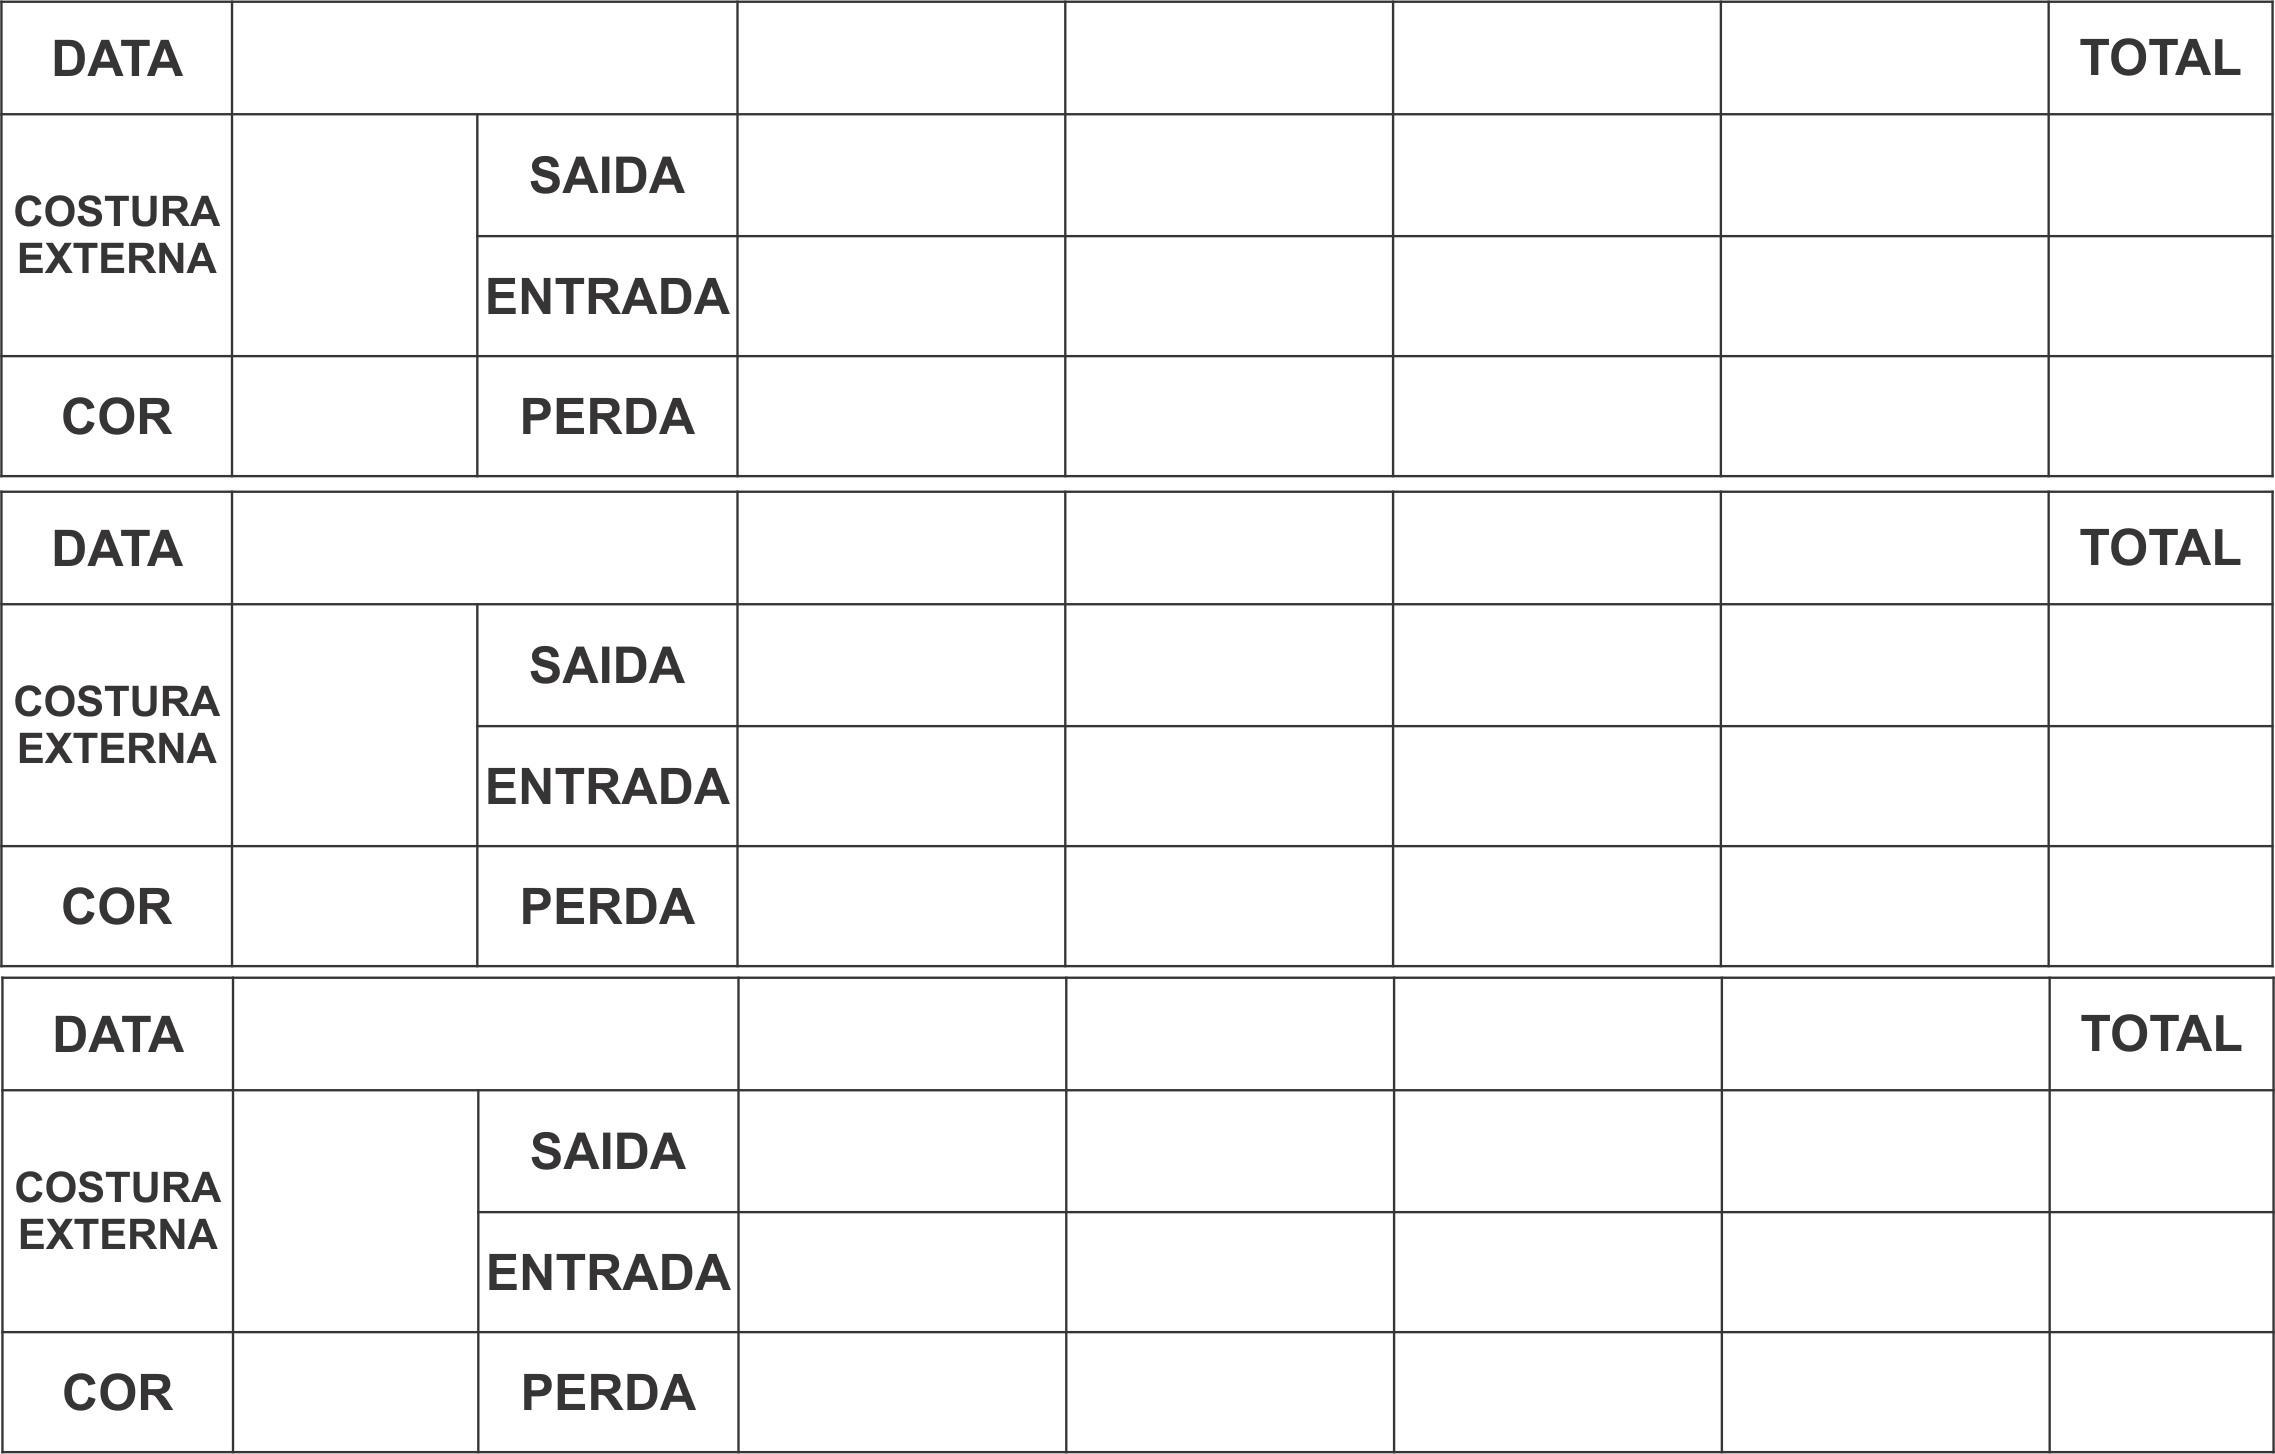 DATA TOTAL
SAIDA
COSTURA
EXTERNA
ENTRADA
COR PERDA
DATA TOTAL
SAIDA
COSTURA
EXTERNA
ENTRADA
COR PERDA
DATA TOTAL
SAIDA
COSTURA
EXTERNA
ENTRADA
COR PERDA